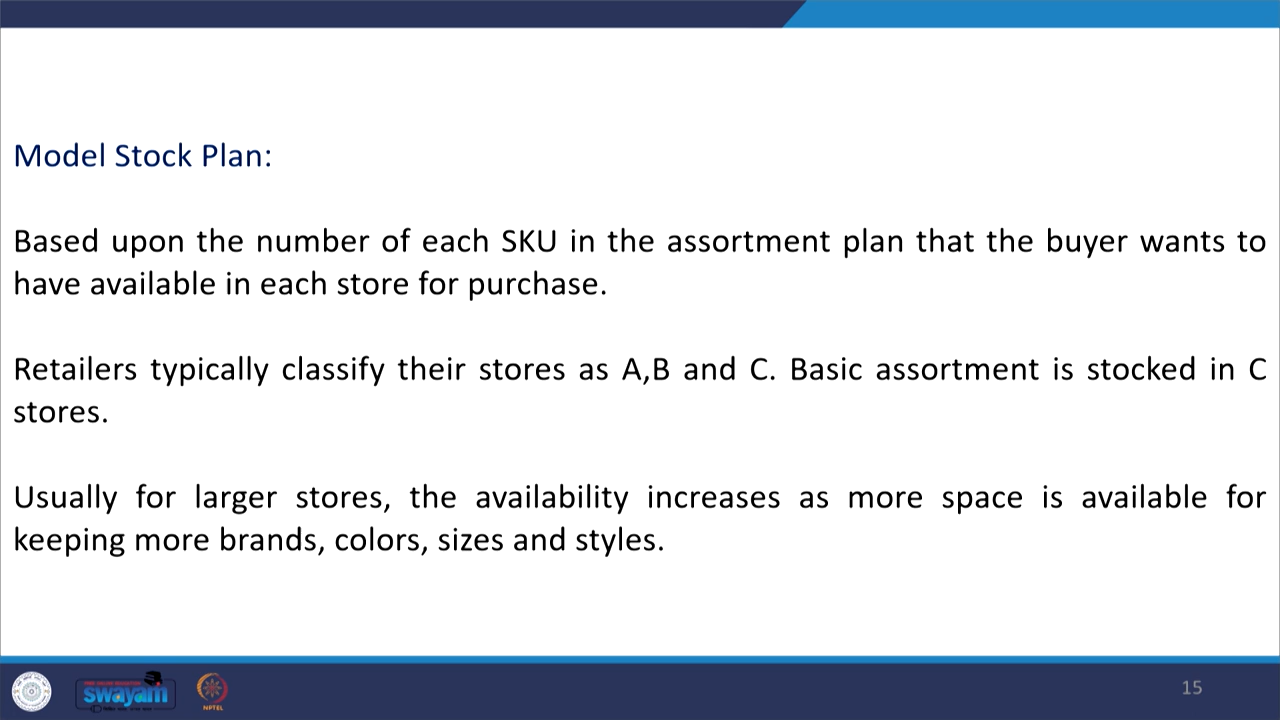 Model Stock Plan:
Based upon the number of each SKU in the assortment plan that the buyer wants to
have available in each store for purchase.
Retailers typically classify their stores as A,B and C. Basic assortment is stocked in C
stores.
Usually for larger stores, the availability increases as more space is available for
keeping more brands, colors, sizes and styles.
swayam
NPTEL
15